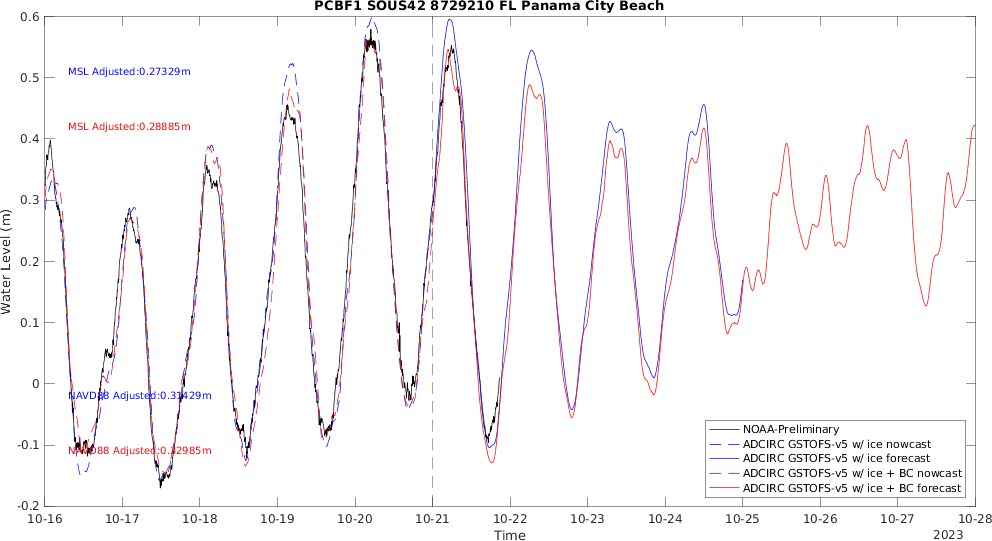 PCBF1 SOUS42 8729210 FL Panama City Beach
0.6
0.5
0.4
0.3
0.2
0.1
0
-0.1
-0.2
Water Level (m)
MSL Adjusted:0.27329m
MSL Adjusted:0.28885m
NAVD88 Adjusted:0.31429m
NAVD88 Adjusted:0.32985m
NOAA-Preliminary
ADCIRC GSTOFS-v5 w/ ice nowcast
ADCIRC GSTOFS-v5 w/ ice forecast
ADCIRC GSTOFS-v5 w/ ice + BC nowcast
ADCIRC GSTOFS-v5 w/ ice + BC forecast
10-16 10-17 10-18 10-19 10-20 10-21 10-22 10-23 10-24 10-25 10-26 10-27 10-28
Time
2023